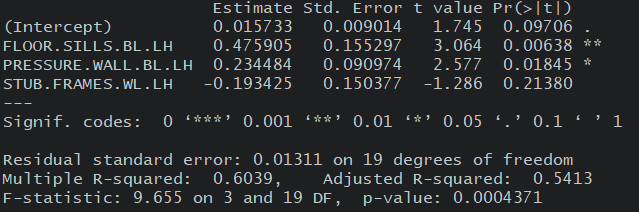 Estimate Std. Error t value Pr(>|t|)
(Intercept) 0.015733 0.009014 1.745 0.09706 .
FLOOR.SILLS.BL.LH 0.475905 0.155297 3.064 0.00638 **
PRESSURE.WALL.BL.LH 0.234484 0.090974 2.577 0.01845 *
STUB.FRAMES.WL.LH -0.193425 0.150377 -1.286 0.21380
---
Signif. codes: 0 ‘***’ 0.001 ‘**’ 0.01 ‘*’ 0.05 ‘.’ 0.1 ‘ ’ 1
Residual standard error: 0.01311 on 19 degrees of freedom
Multiple R-squared: 0.6039, Adjusted R-squared: 0.5413
F-statistic: 9.655 on 3 and 19 DF, p-value: 0.0004371